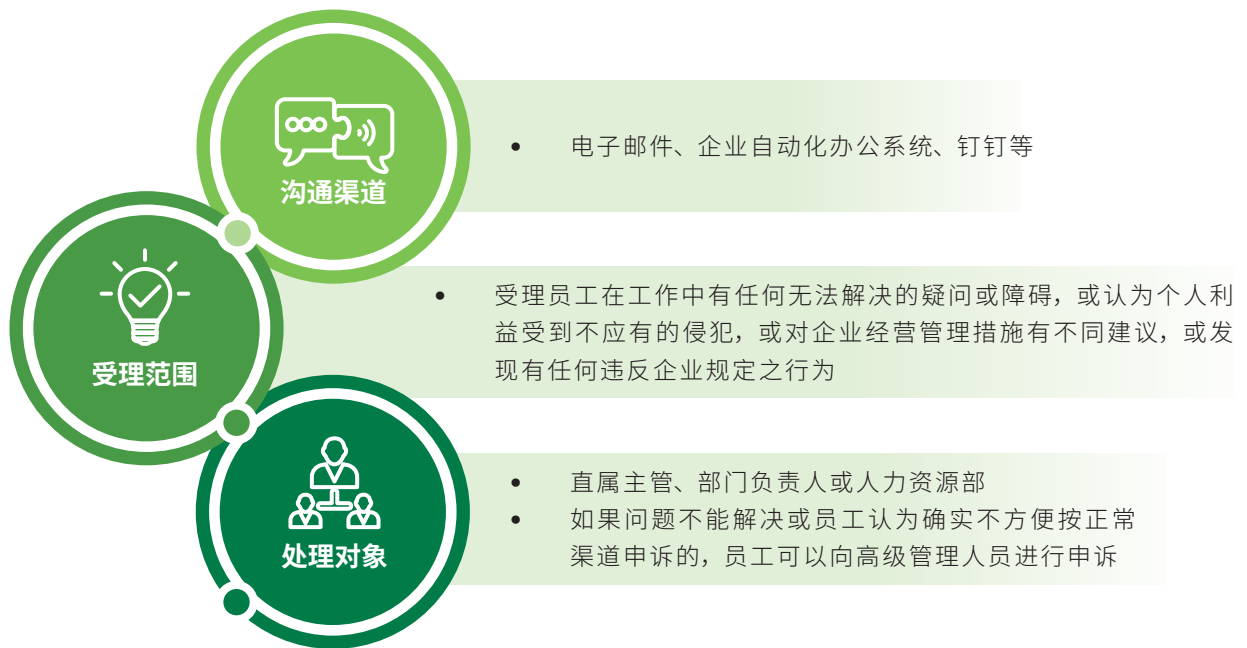 沟通渠道
• 电子邮件、企业自动化办公系统、钉钉等
受理范围
• 受理员工在工作中有任何无法解决的疑问或障碍，或认为个人利
益受到不应有的侵犯，或对企业经营管理措施有不同建议，或发
现有任何违反企业规定之行为
处理对象
• 直属主管、部门负责人或人力资源部
• 如果问题不能解决或员工认为确实不方便按正常
渠道申诉的，员工可以向高级管理人员进行申诉